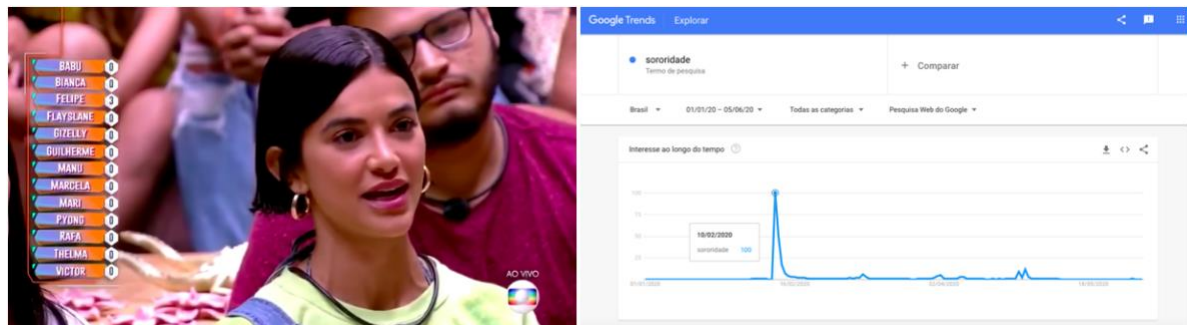 BABU 0
BIANCA 0
FELIPE 3
FLAYSLANE 0
GIZELLY 0
GUILHERME 0
MANU 0
MARCELA 0
MARI 0
PYONG 0
RAFA 0
THELMA 0
VICTOR 0
AO VIVO
Google Trends Explorar
sororidade
Termo de pesquisa
+ Comparar
Brasil 01/01/20 – 05/06/20 Todas as categorias Pesquisa Web do Google
Interesse ao longo do tempo
100
75
50
25
10/02/2020
sororidade 100
01/01/2020 16/02/2020 02/04/2020 18/05/2020